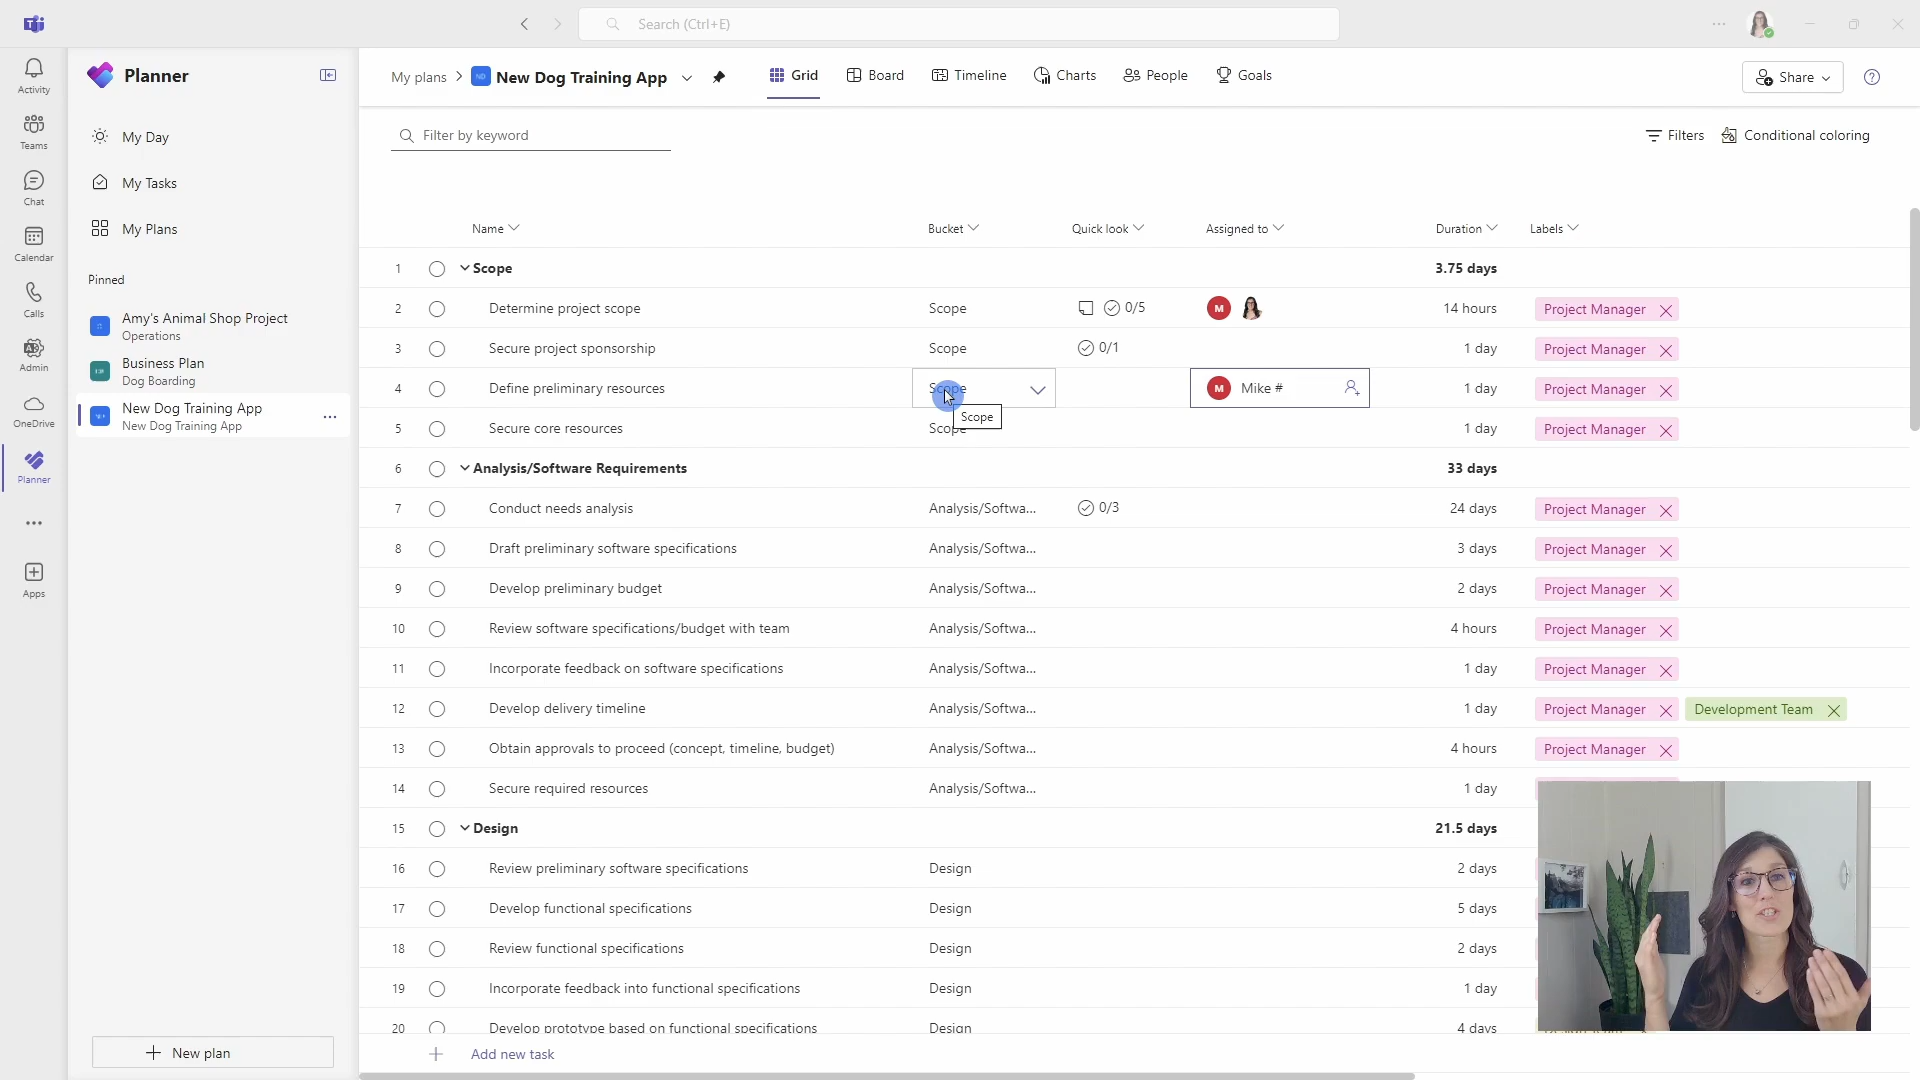 Search (Ctrl+E)
Activity
Teams
Chat
Calendar
Calls
Admin
OneDrive
Planner
Apps
Planner
My Day
My Tasks
My Plans
Pinned
Amy's Animal Shop Project
Operations
Business Plan
Dog Boarding
New Dog Training App
New Dog Training App
New plan
My plans > New Dog Training App
Grid Board Timeline Charts People Goals
Share
Filter by keyword
Filters Conditional coloring
Name Bucket Quick look Assigned to Duration Labels
1 Scope 3.75 days
2 Determine project scope Scope 0/5 M 14 hours Project Manager
3 Secure project sponsorship Scope 0/1 1 day Project Manager
4 Define preliminary resources Scope M Mike # 1 day Project Manager
Scope
5 Secure core resources Scope 1 day Project Manager
6 Analysis/Software Requirements 33 days
7 Conduct needs analysis Analysis/Softwa... 0/3 24 days Project Manager
8 Draft preliminary software specifications Analysis/Softwa... 3 days Project Manager
9 Develop preliminary budget Analysis/Softwa... 2 days Project Manager
10 Review software specifications/budget with team Analysis/Softwa... 4 hours Project Manager
11 Incorporate feedback on software specifications Analysis/Softwa... 1 day Project Manager
12 Develop delivery timeline Analysis/Softwa... 1 day Project Manager Development Team
13 Obtain approvals to proceed (concept, timeline, budget) Analysis/Softwa... 4 hours Project Manager
14 Secure required resources Analysis/Softwa... 1 day
15 Design 21.5 days
16 Review preliminary software specifications Design 2 days
17 Develop functional specifications Design 5 days
18 Review functional specifications Design 2 days
19 Incorporate feedback into functional specifications Design 1 day
20 Develop prototype based on functional specifications Design 4 days
Add new task